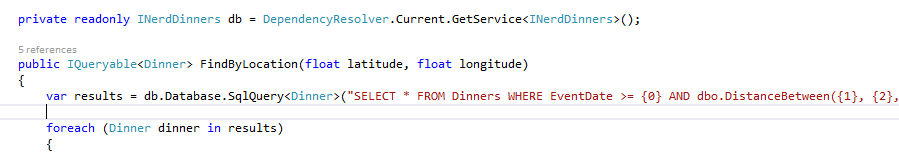 private readonly INerdDinners db = DependencyResolver.Current.GetService<INerdDinners>();
5 references
public IQueryable<Dinner> FindByLocation(float latitude, float longitude)
{
var results = db.Database.SqlQuery<Dinner>("SELECT * FROM Dinners WHERE EventDate >= {0} AND dbo.DistanceBetween({1}, {2},
foreach (Dinner dinner in results)
{